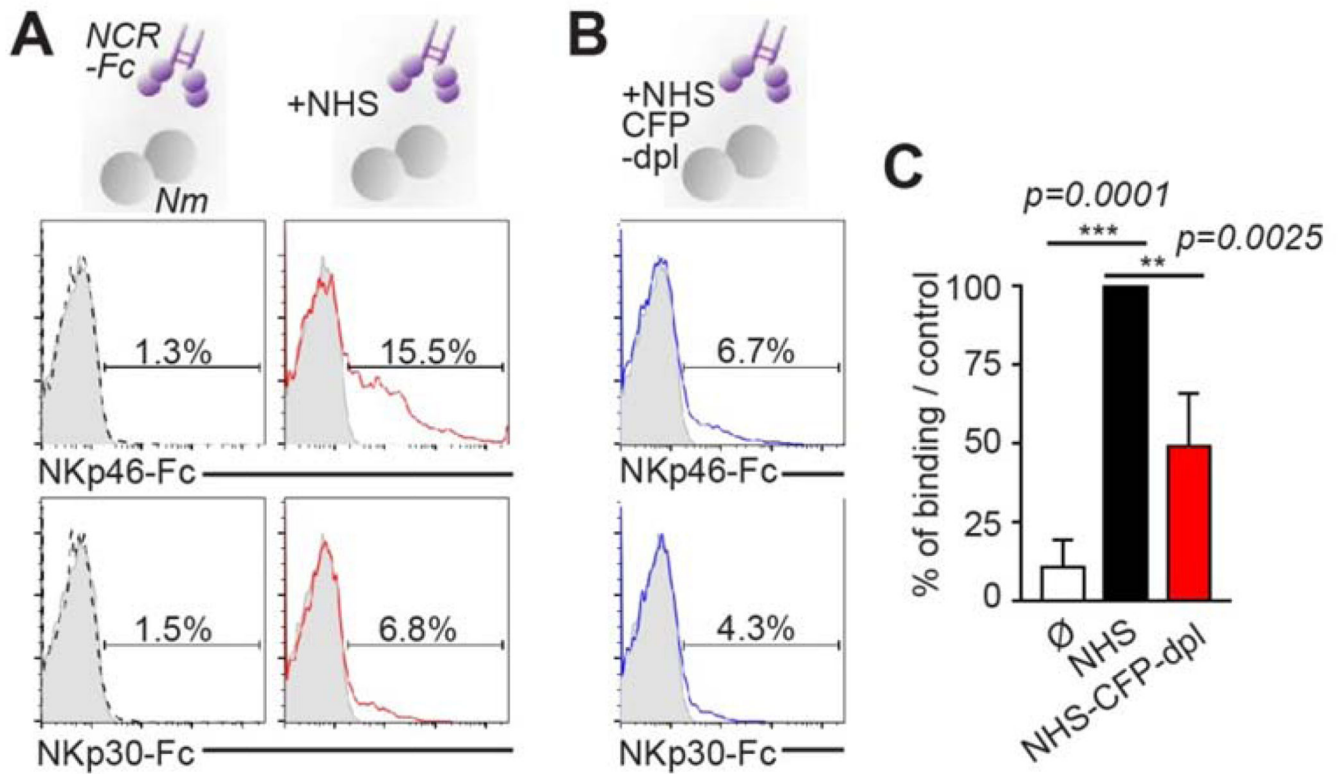 A
NCR
-Fc
+NHS
Nm
1.3%
15.5%
NKp46-Fc
1.5%
6.8%
NKp30-Fc
B
+NHS
CFP
-dpl
6.7%
NKp46-Fc
4.3%
NKp30-Fc
C
p=0.0001
***
p=0.0025
**
% of binding / control
100
75
50
25
0
Ø
NHS
NHS-CFP-dpl